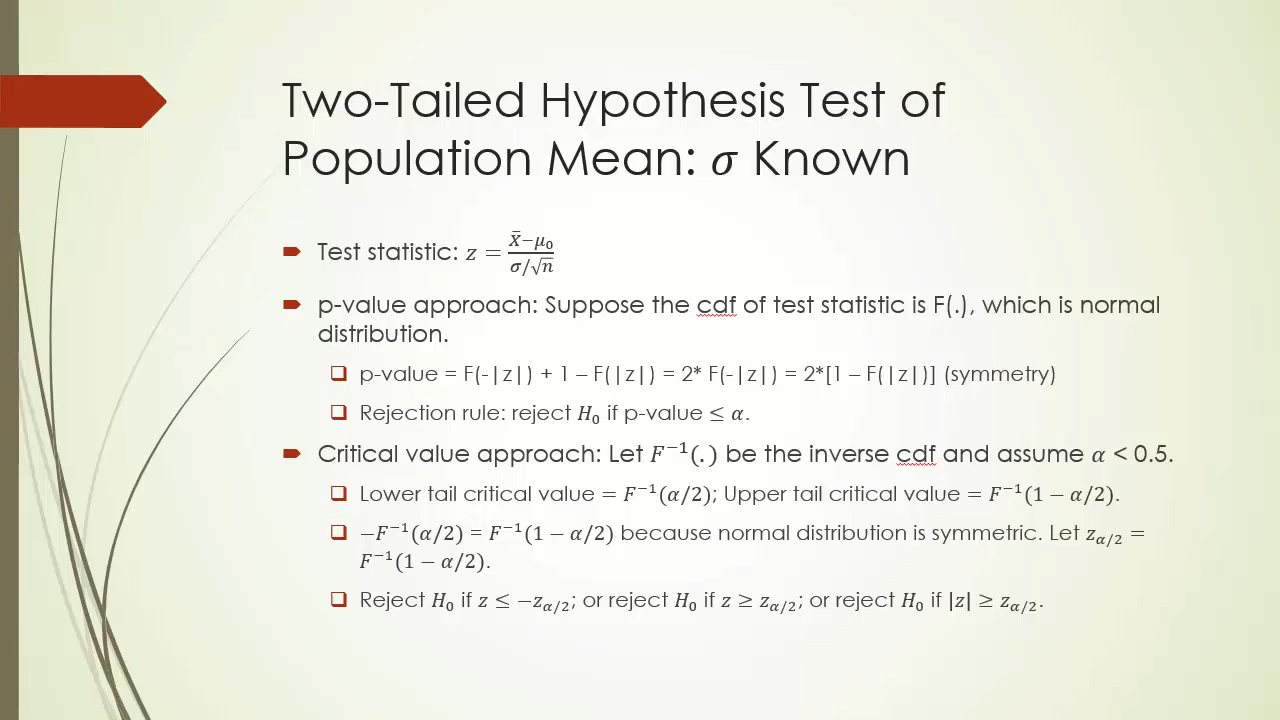 Two-Tailed Hypothesis Test of
Population Mean: σ Known
Test statistic: z = (X̄−μ₀)/(σ/√n)
p-value approach: Suppose the cdf of test statistic is F(.), which is normal
distribution.
p-value = F(-|z|) + 1 – F(|z|) = 2* F(-|z|) = 2*[1 – F(|z|)] (symmetry)
Rejection rule: reject H₀ if p-value ≤ α.
Critical value approach: Let F⁻¹(.) be the inverse cdf and assume α < 0.5.
Lower tail critical value = F⁻¹(α/2); Upper tail critical value = F⁻¹(1 − α/2).
−F⁻¹(α/2) = F⁻¹(1 − α/2) because normal distribution is symmetric. Let z_{α/2} =
F⁻¹(1 − α/2).
Reject H₀ if z ≤ −z_{α/2}; or reject H₀ if z ≥ z_{α/2}; or reject H₀ if |z| ≥ z_{α/2}.